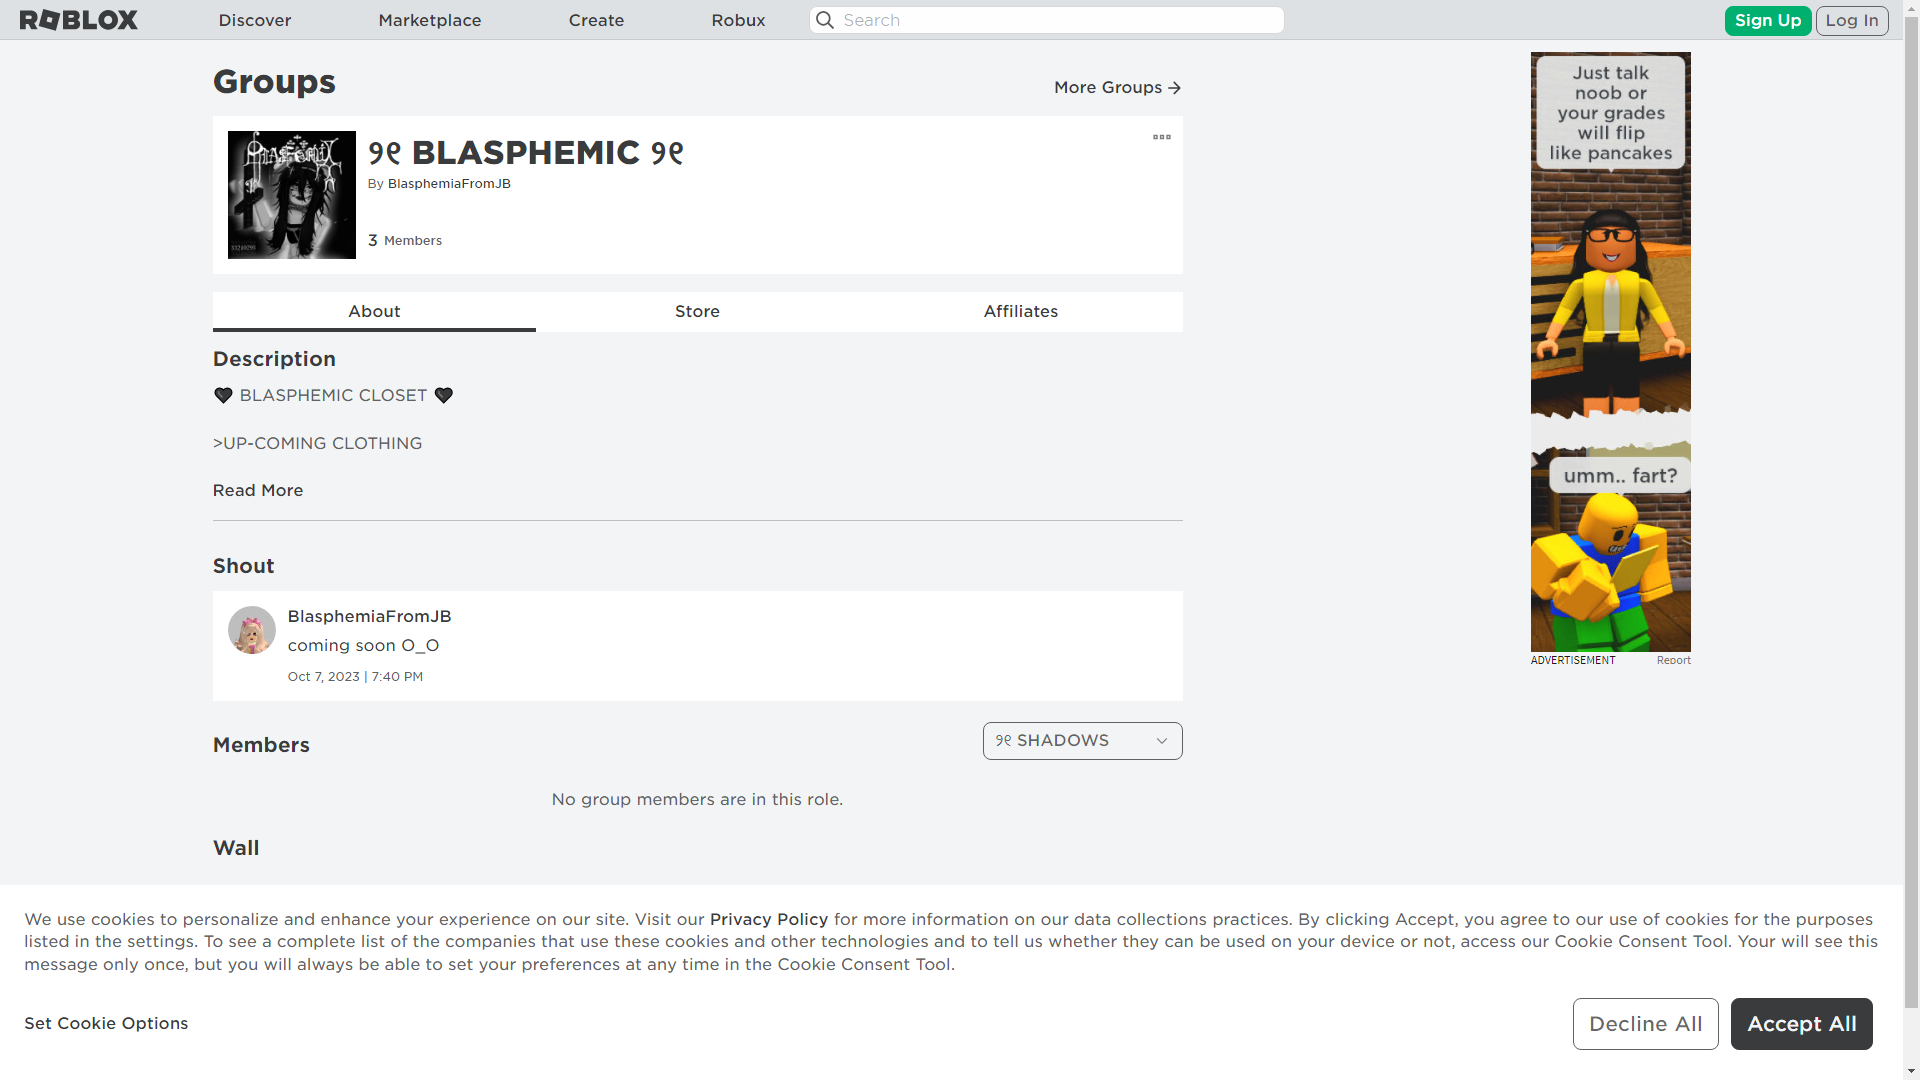 ROBLOX
Discover
Marketplace
Create
Robux
Search
Sign Up
Log In
Groups
More Groups
୨୧ BLASPHEMIC ୨୧
By BlasphemiaFromJB
3 Members
About
Store
Affiliates
Description
🖤 BLASPHEMIC CLOSET 🖤
>UP-COMING CLOTHING
Read More
Shout
BlasphemiaFromJB
coming soon O_O
Oct 7, 2023 | 7:40 PM
Members
୨୧ SHADOWS
No group members are in this role.
Wall
Just talk
noob or
your grades
will flip
like pancakes
umm.. fart?
ADVERTISEMENT
Report
We use cookies to personalize and enhance your experience on our site. Visit our Privacy Policy for more information on our data collections practices. By clicking Accept, you agree to our use of cookies for the purposes
listed in the settings. To see a complete list of the companies that use these cookies and other technologies and to tell us whether they can be used on your device or not, access our Cookie Consent Tool. Your will see this
message only once, but you will always be able to set your preferences at any time in the Cookie Consent Tool.
Set Cookie Options
Decline All
Accept All